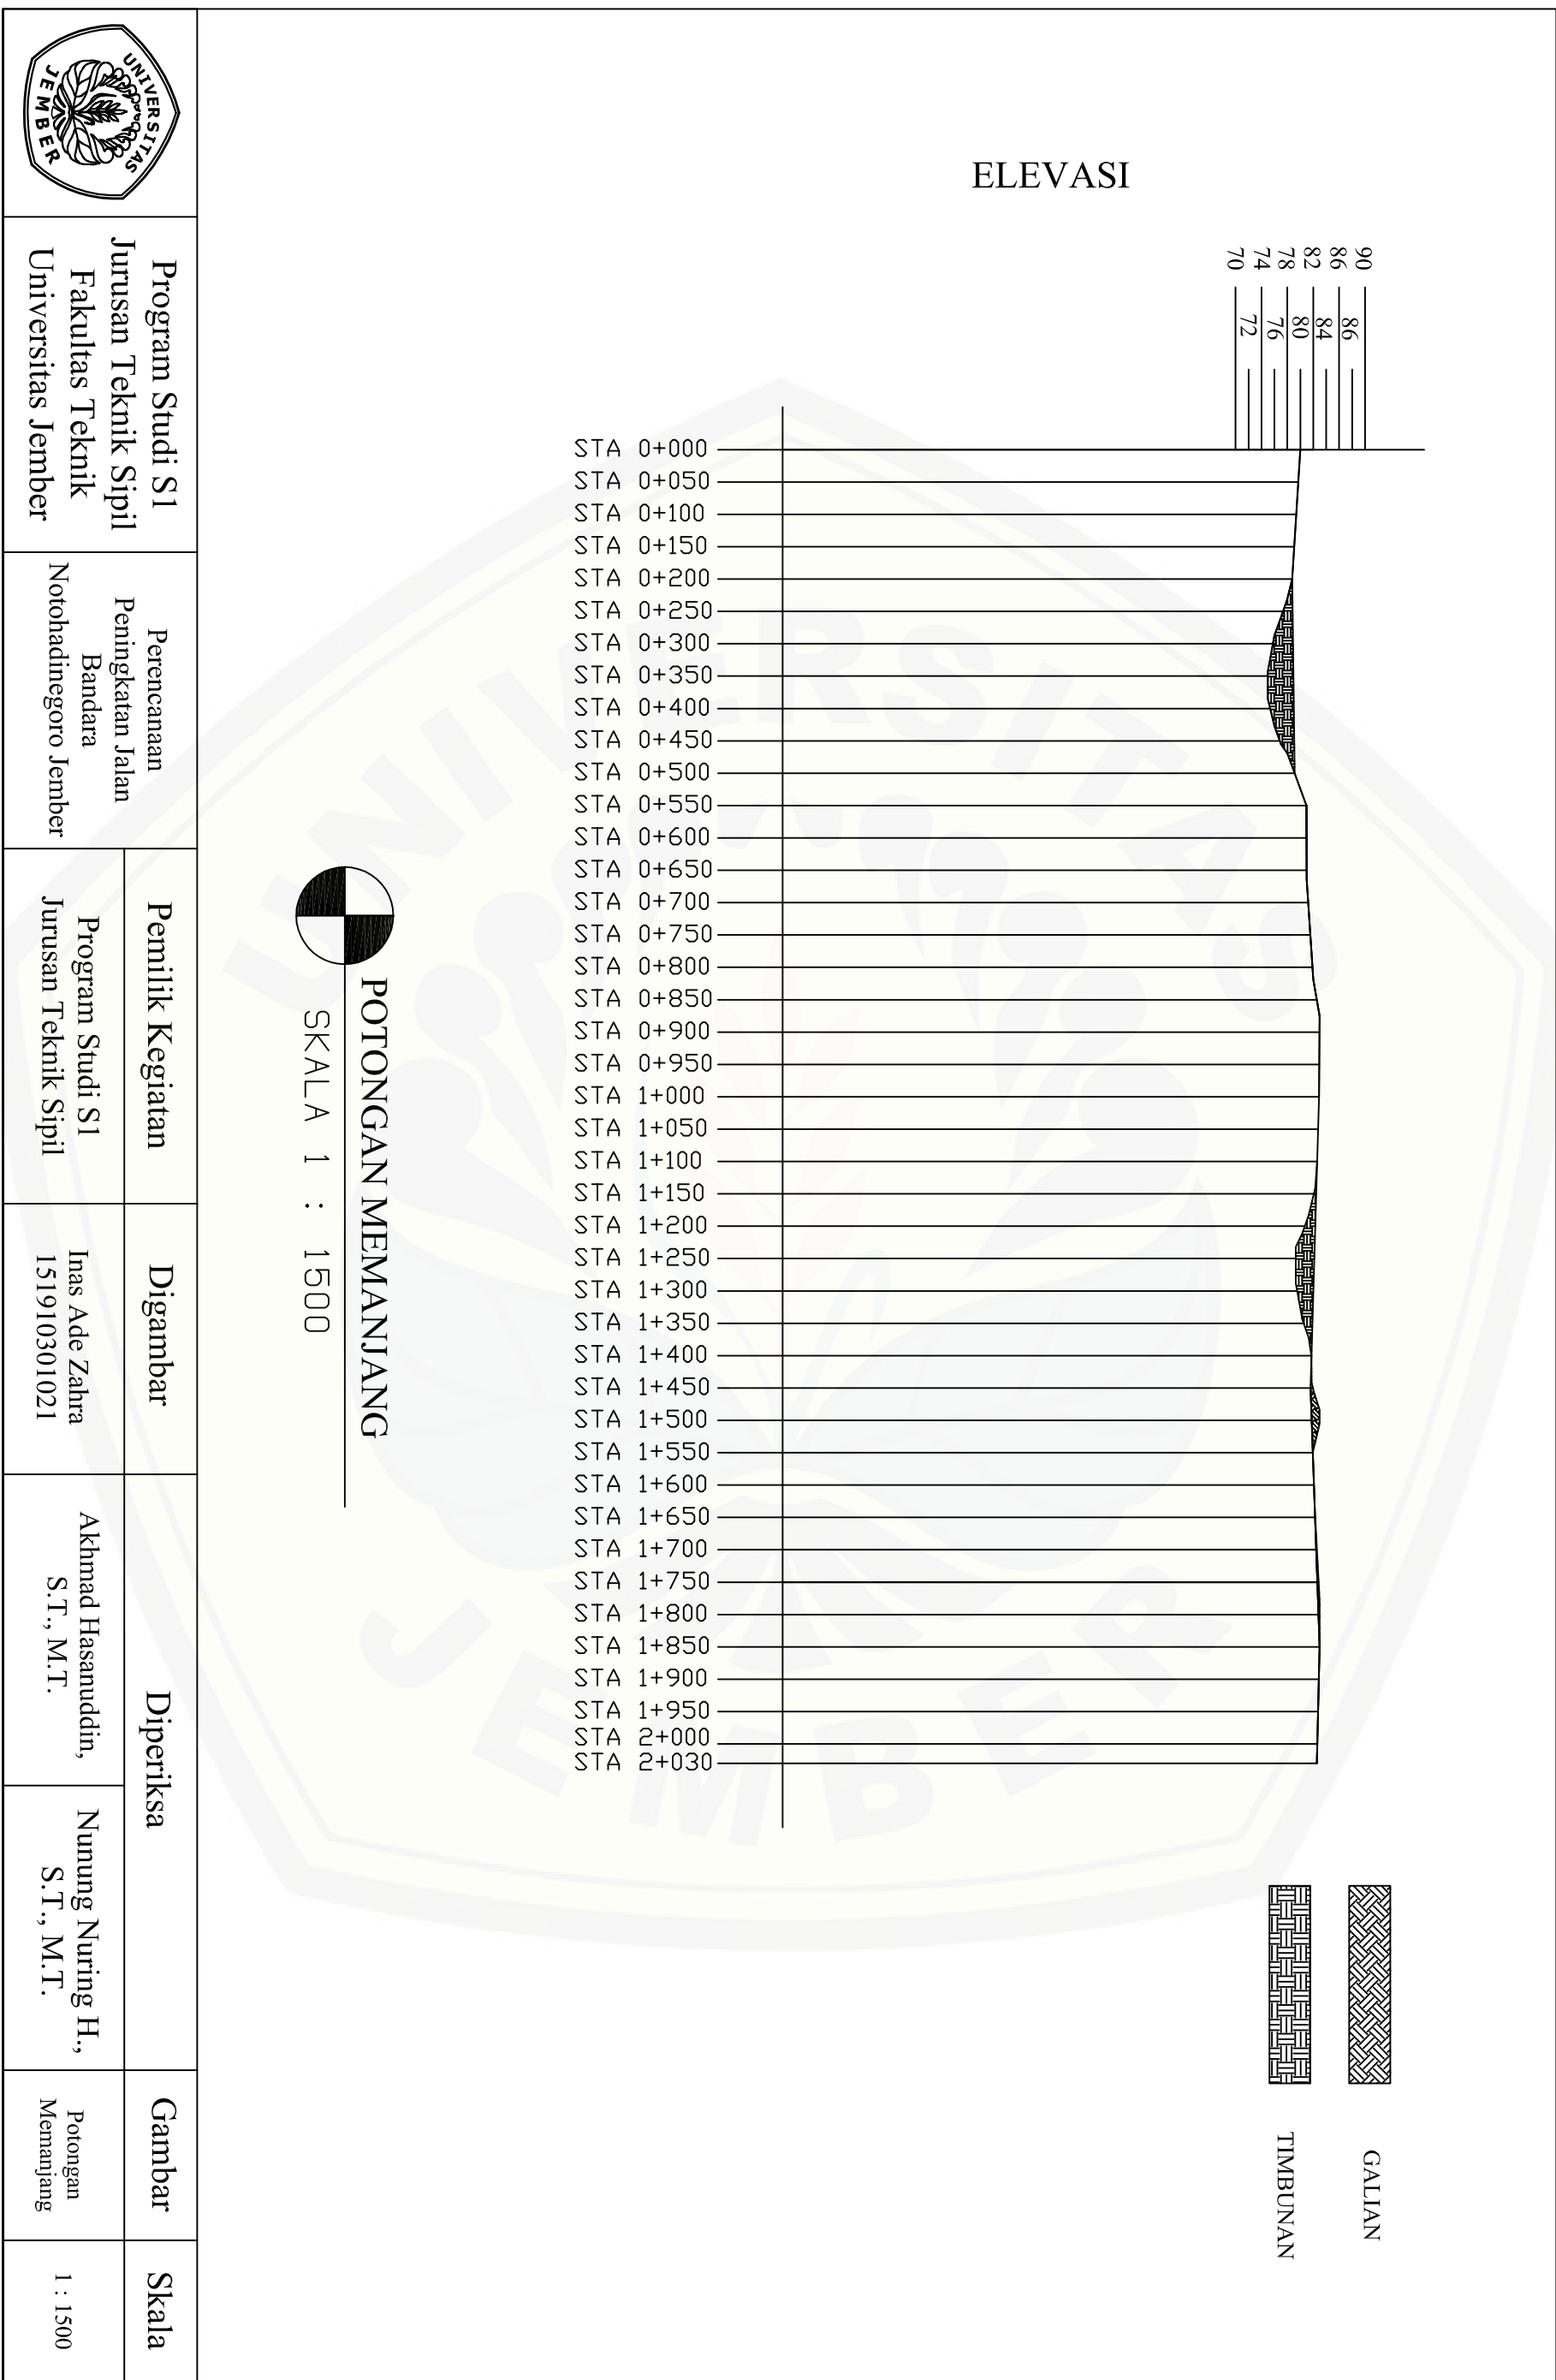 ELEVASI
90
86
86
84
82
80
78
76
74
72
70
STA 0+000
STA 0+050
STA 0+100
STA 0+150
STA 0+200
STA 0+250
STA 0+300
STA 0+350
STA 0+400
STA 0+450
STA 0+500
STA 0+550
STA 0+600
STA 0+650
STA 0+700
STA 0+750
STA 0+800
STA 0+850
STA 0+900
STA 0+950
STA 1+000
STA 1+050
STA 1+100
STA 1+150
STA 1+200
STA 1+250
STA 1+300
STA 1+350
STA 1+400
STA 1+450
STA 1+500
STA 1+550
STA 1+600
STA 1+650
STA 1+700
STA 1+750
STA 1+800
STA 1+850
STA 1+900
STA 1+950
STA 2+000
STA 2+030
GALIAN
TIMBUNAN
POTONGAN MEMANJANG
SKALA 1 : 1500
UNIVERSITAS
JEMBER
UNIVERSITAS
JEMBER
Program Studi S1
Jurusan Teknik Sipil
Fakultas Teknik
Universitas Jember
Perencanaan
Peningkatan Jalan
Bandara
Notohadinegoro Jember
Pemilik Kegiatan
Program Studi S1
Jurusan Teknik Sipil
Digambar
Inas Ade Zahra
151910301021
Diperiksa
Akhmad Hasanuddin,
S.T., M.T.
Nunung Nuring H.,
S.T., M.T.
Gambar
Potongan
Memanjang
Skala
1 : 1500